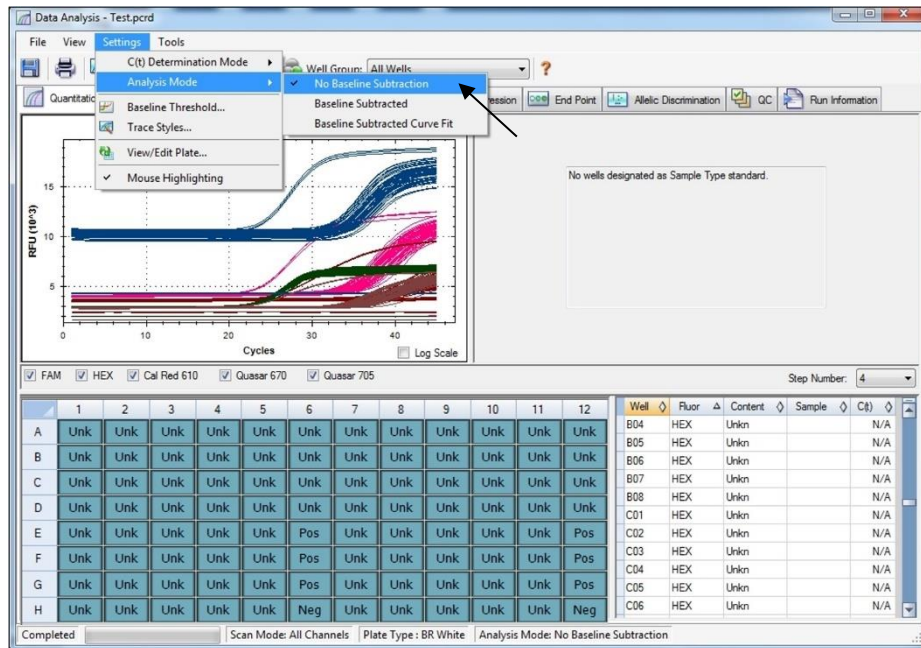 Data Analysis - Test.pcrd
File View Settings Tools
C(t) Determination Mode
Well Group: All Wells ?
Analysis Mode
No Baseline Subtraction
Baseline Subtracted
Baseline Subtracted Curve Fit
Baseline Threshold...
Trace Styles...
View/Edit Plate...
Mouse Highlighting
End Point Allelic Discrimination QC Run Information
No wells designated as Sample Type standard.
RFU (10^3)
15
10
5
0 10 20 30 40
Cycles
Log Scale
FAM HEX Cal Red 610 Quasar 670 Quasar 705
Step Number: 4
1 2 3 4 5 6 7 8 9 10 11 12
A Unk Unk Unk Unk Unk Unk Unk Unk Unk Unk Unk Unk
B Unk Unk Unk Unk Unk Unk Unk Unk Unk Unk Unk Unk
C Unk Unk Unk Unk Unk Unk Unk Unk Unk Unk Unk Unk
D Unk Unk Unk Unk Unk Unk Unk Unk Unk Unk Unk Unk
E Unk Unk Unk Unk Unk Pos Unk Unk Unk Unk Unk Pos
F Unk Unk Unk Unk Unk Pos Unk Unk Unk Unk Unk Pos
G Unk Unk Unk Unk Unk Pos Unk Unk Unk Unk Unk Pos
H Unk Unk Unk Unk Unk Neg Unk Unk Unk Unk Unk Neg
Well Fluor Content Sample C(t)
B04 HEX Unkn N/A
B05 HEX Unkn N/A
B06 HEX Unkn N/A
B07 HEX Unkn N/A
B08 HEX Unkn N/A
C01 HEX Unkn N/A
C02 HEX Unkn N/A
C03 HEX Unkn N/A
C04 HEX Unkn N/A
C05 HEX Unkn N/A
C06 HEX Unkn N/A
Completed Scan Mode: All Channels Plate Type : BR White Analysis Mode: No Baseline Subtraction